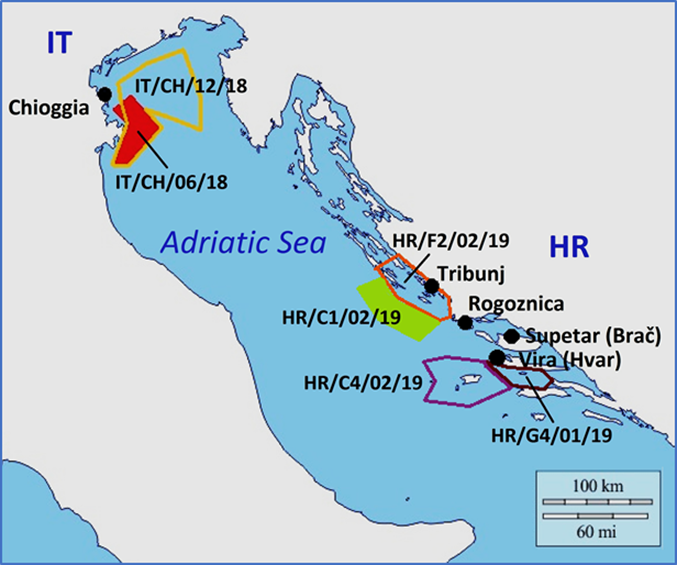 IT
IT/CH/12/18
Chioggia
IT/CH/06/18
Adriatic Sea
HR/F2/02/19
HR
Tribunj
Rogoznica
HR/C1/02/19
Supetar (Brač)
Vira (Hvar)
HR/C4/02/19
HR/G4/01/19
100 km
60 mi